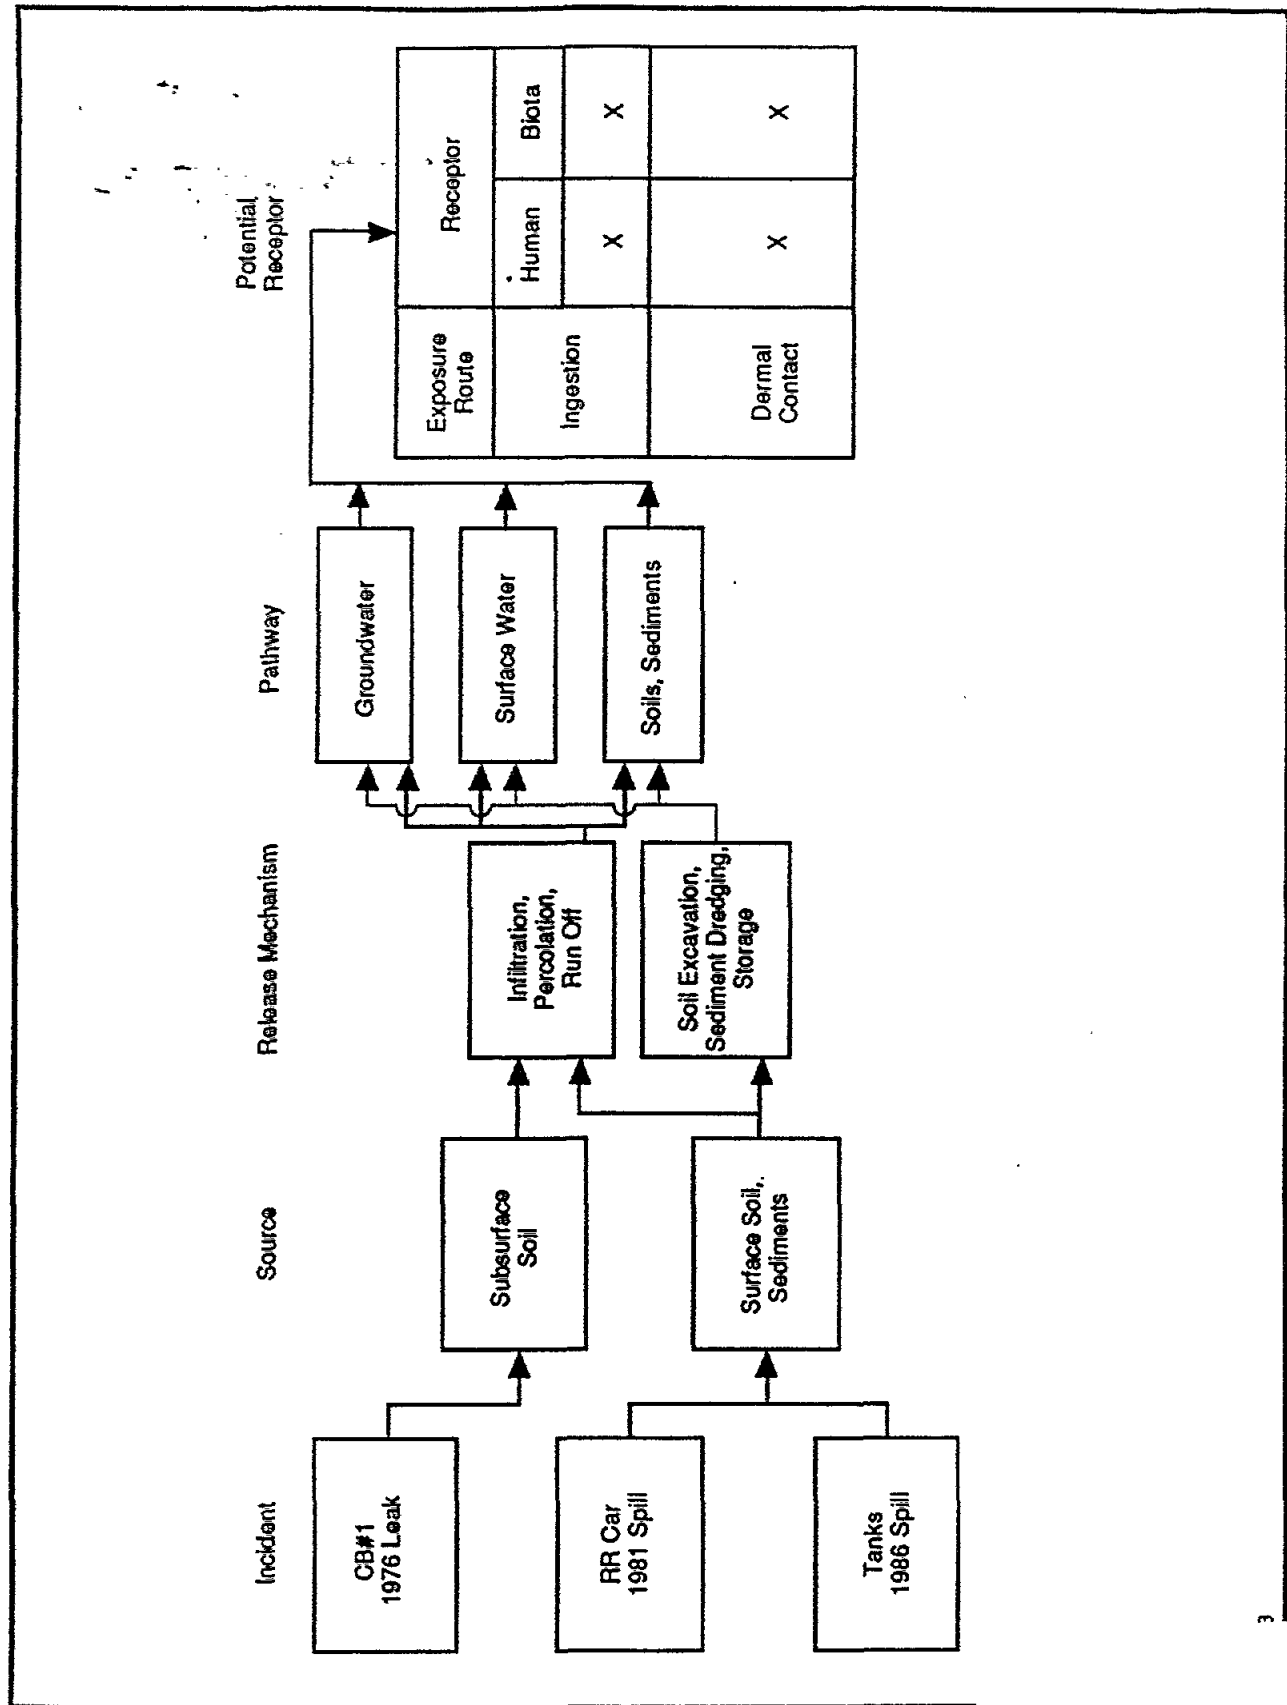 Incident
Source
Release Mechanism
Pathway
Potential
Receptor
CB#1
1976 Leak
RR Car
1981 Spill
Tanks
1986 Spill
Subsurface
Soil
Surface Soil,
Sediments
Infiltration,
Percolation,
Run Off
Soil Excavation,
Sediment Dredging,
Storage
Groundwater
Surface Water
Soils, Sediments
Exposure
Route
Receptor
Human
Biota
Ingestion
X
X
Dermal
Contact
X
X
3